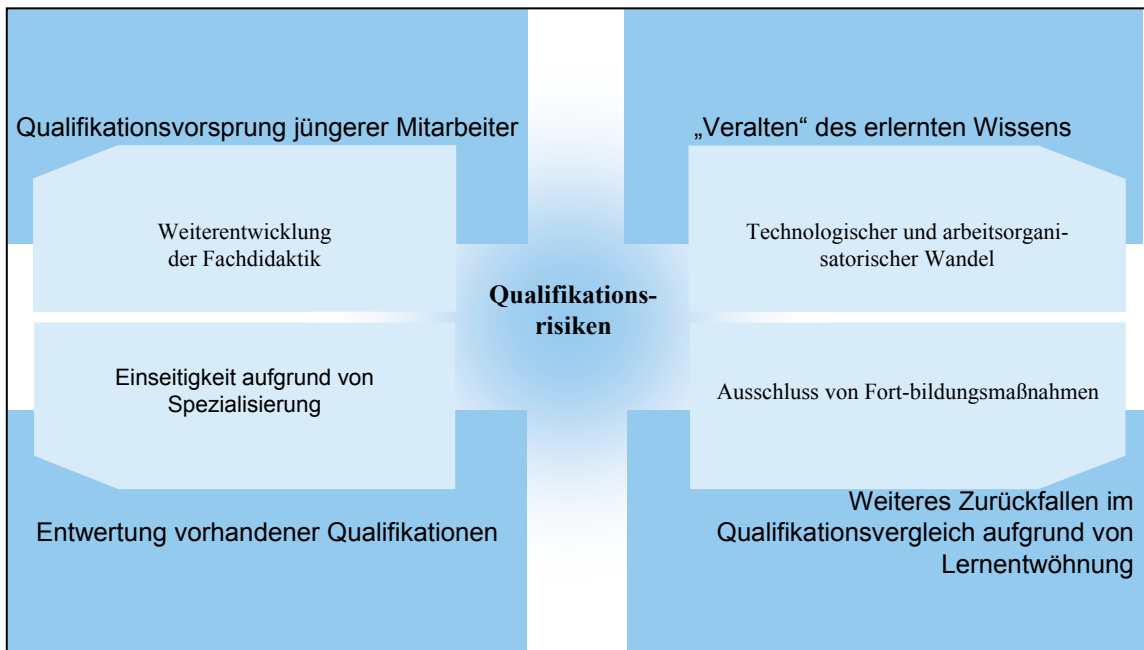 Qualifikationsvorsprung jüngerer Mitarbeiter
Weiterentwicklung
der Fachdidaktik
„Veralten“ des erlernten Wissens
Technologischer und arbeitsorgani-
satorischer Wandel
Qualifikations-
risiken
Einseitigkeit aufgrund von
Spezialisierung
Entwertung vorhandener Qualifikationen
Ausschluss von Fort-bildungsmaßnahmen
Weiteres Zurückfallen im
Qualifikationsvergleich aufgrund von
Lernentwöhnung